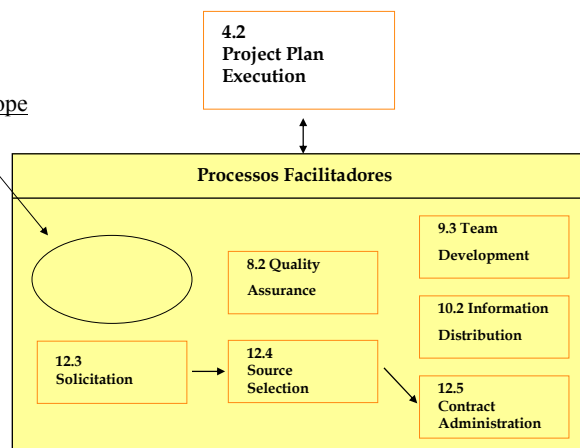 4.2
Project Plan
Execution
Processos Facilitadores
9.3 Team
Development
8.2 Quality
Assurance
10.2 Information
Distribution
12.3
Solicitation
12.4
Source
Selection
12.5
Contract
Administration